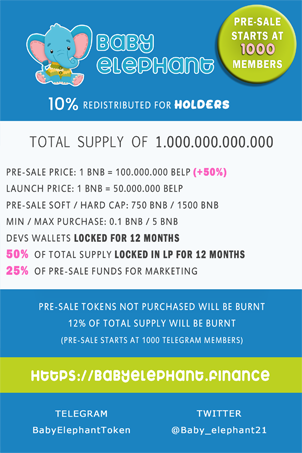 BABY
ELEPHANT
PRE-SALE
STARTS AT
1000
MEMBERS
10% REDISTRIBUTED FOR HOLDERS
TOTAL SUPPLY OF 1.000.000.000.000
PRE-SALE PRICE: 1 BNB = 100.000.000 BELP (+50%)
LAUNCH PRICE: 1 BNB = 50.000.000 BELP
PRE-SALE SOFT / HARD CAP: 750 BNB / 1500 BNB
MIN / MAX PURCHASE: 0.1 BNB / 5 BNB
DEVS WALLETS LOCKED FOR 12 MONTHS
50% OF TOTAL SUPPLY LOCKED IN LP FOR 12 MONTHS
25% OF PRE-SALE FUNDS FOR MARKETING
PRE-SALE TOKENS NOT PURCHASED WILL BE BURNT
12% OF TOTAL SUPPLY WILL BE BURNT
(PRE-SALE STARTS AT 1000 TELEGRAM MEMBERS)
HTTPS://BABYELEPHANT.FINANCE
TELEGRAM
BabyElephantToken
TWITTER
@Baby_elephant21